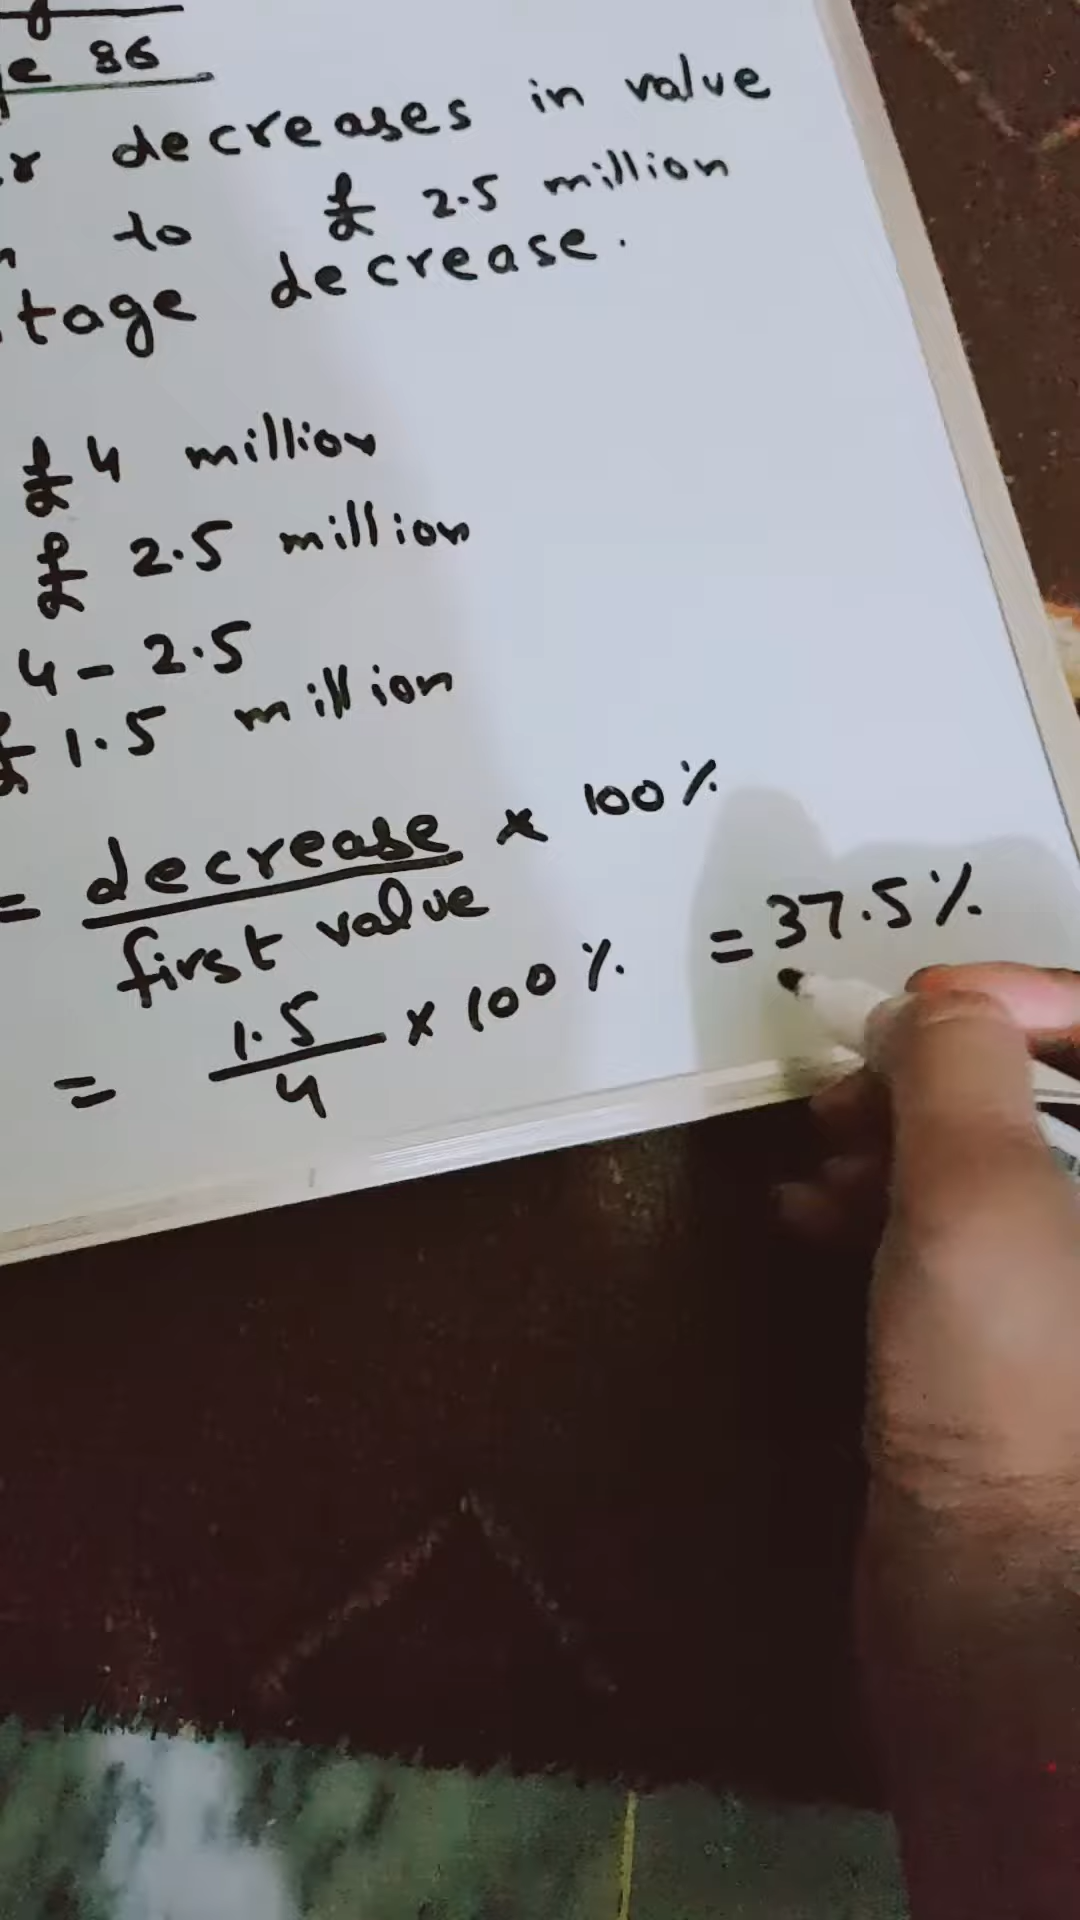 86
decreases in value
to £ 2.5 million
decrease.
£ 4 million
£ 2.5 million
4 - 2.5
£ 1.5 million
= decrease × 100%
first value
= 1.5 × 100% = 37.5%
4